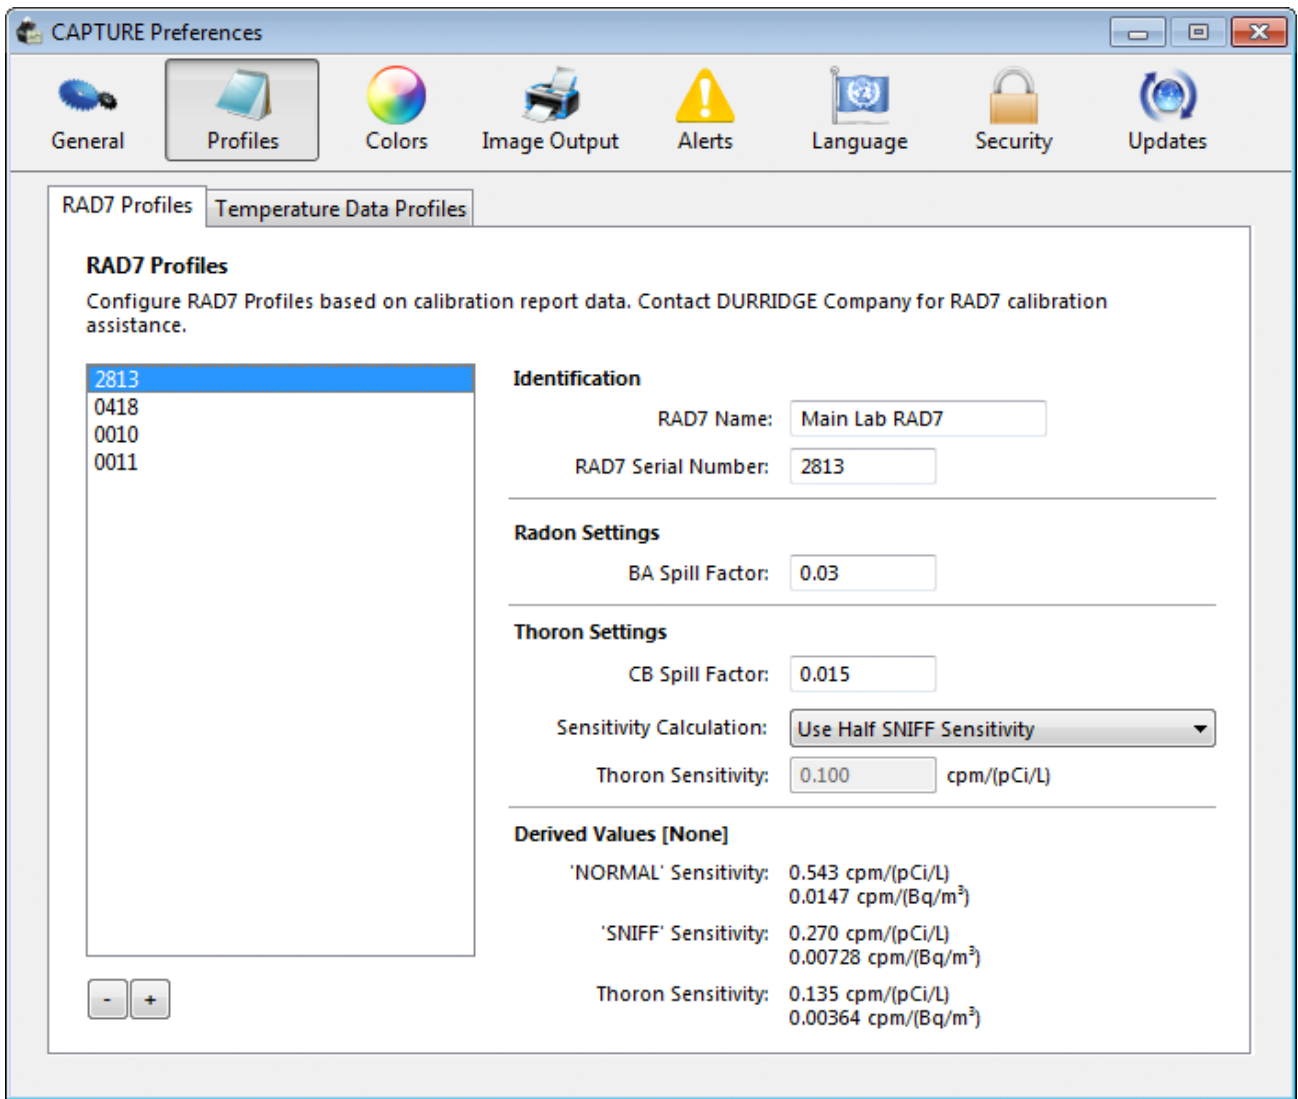 CAPTURE Preferences
General
Profiles
Colors
Image Output
Alerts
Language
Security
Updates
RAD7 Profiles
Temperature Data Profiles
RAD7 Profiles
Configure RAD7 Profiles based on calibration report data. Contact DURRIDGE Company for RAD7 calibration
assistance.
2813
0418
0010
0011
Identification
RAD7 Name: Main Lab RAD7
RAD7 Serial Number: 2813
Radon Settings
BA Spill Factor: 0.03
Thoron Settings
CB Spill Factor: 0.015
Sensitivity Calculation: Use Half SNIFF Sensitivity
Thoron Sensitivity: 0.100 cpm/(pCi/L)
Derived Values [None]
'NORMAL' Sensitivity: 0.543 cpm/(pCi/L)
0.0147 cpm/(Bq/m³)
'SNIFF' Sensitivity: 0.270 cpm/(pCi/L)
0.00728 cpm/(Bq/m³)
Thoron Sensitivity: 0.135 cpm/(pCi/L)
0.00364 cpm/(Bq/m³)
- +